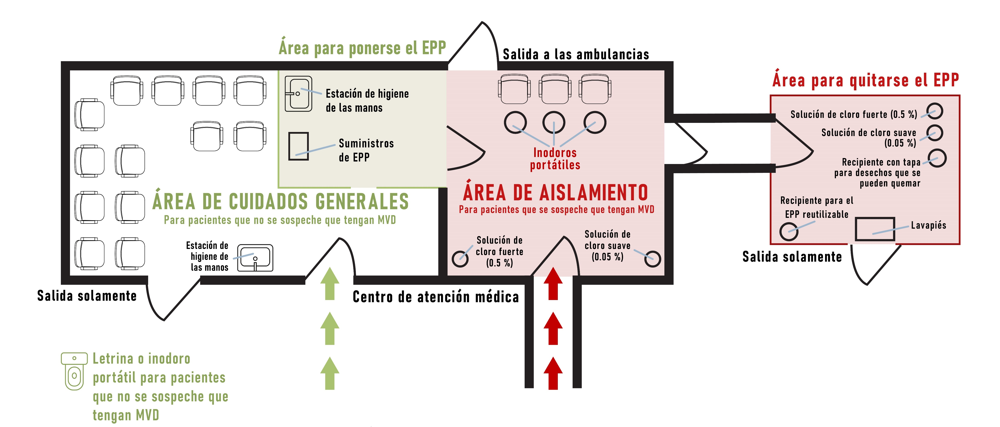 Área para ponerse el EPP
Salida a las ambulancias
Área para quitarse el EPP
Estación de higiene
de las manos
Suministros
de EPP
Inodoros
portátiles
Solución de cloro fuerte (0.5 %)
Solución de cloro suave
(0.05 %)
Recipiente con tapa
para desechos que se
pueden quemar
Recipiente para el
EPP reutilizable
Lavapiés
Salida solamente
ÁREA DE CUIDADOS GENERALES
Para pacientes que no se sospeche que tengan MVD
ÁREA DE AISLAMIENTO
Para pacientes que se sospeche que tengan MVD
Estación de
higiene de
las manos
Solución de
cloro fuerte
(0.5 %)
Solución de
cloro suave
(0.05 %)
Salida solamente
Centro de atención médica
Letrina o inodoro
portátil para pacientes
que no se sospeche que
tengan MVD